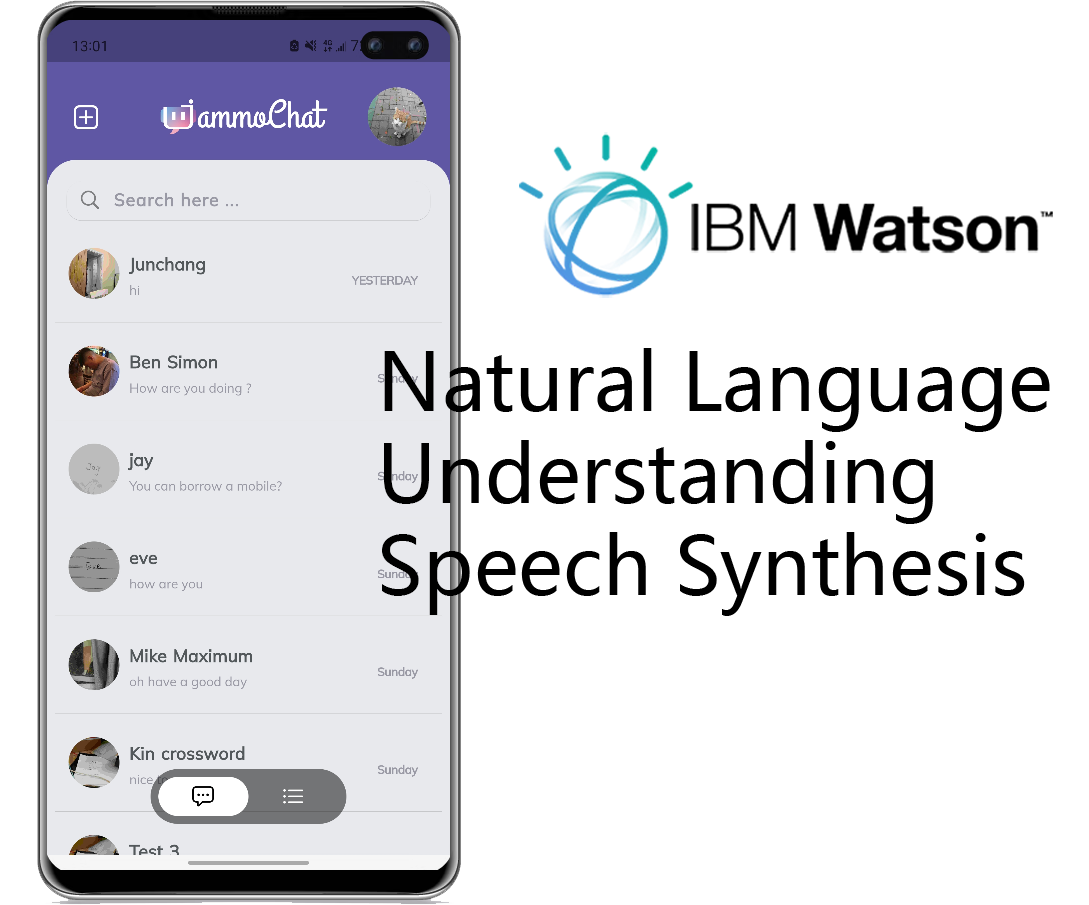 13:01
ammoChat
Search here ...
Junchang
hi
YESTERDAY
Ben Simon
How are you doing ?
Sunday
jay
You can borrow a mobile?
Sunday
eve
how are you
Sunday
Mike Maximum
oh have a good day
Sunday
Kin crossword
nice
Sunday
Test 3
IBM Watson™
Natural Language
Understanding
Speech Synthesis